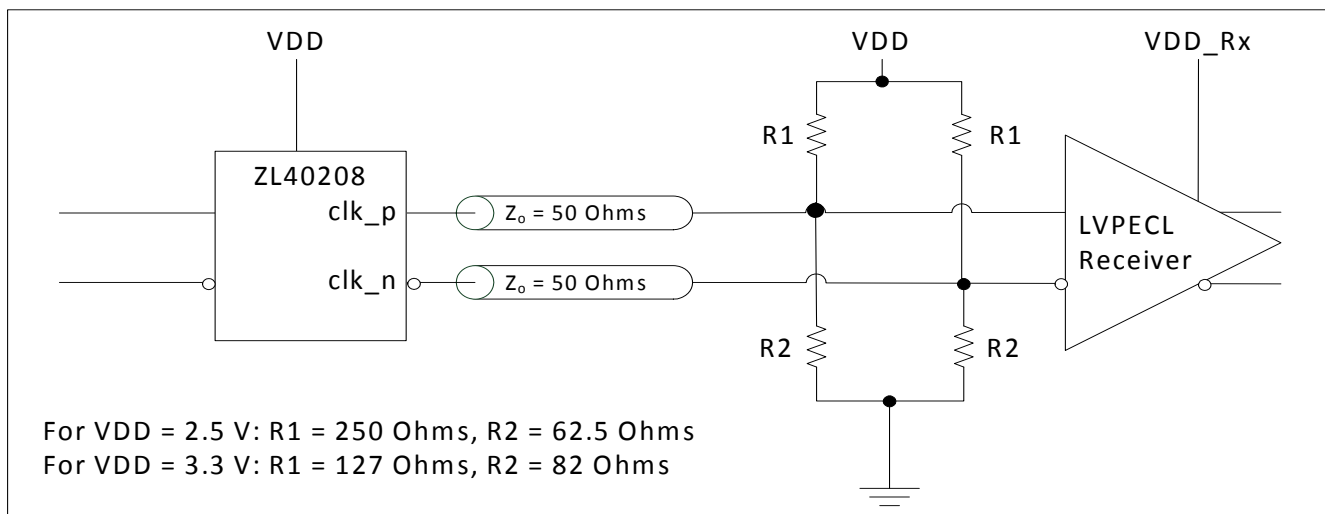 VDD
VDD
VDD_Rx
R1
R1
ZL40208
clk_p
Zo = 50 Ohms
LVPECL
Receiver
clk_n
Zo = 50 Ohms
R2
R2
For VDD = 2.5 V: R1 = 250 Ohms, R2 = 62.5 Ohms
For VDD = 3.3 V: R1 = 127 Ohms, R2 = 82 Ohms